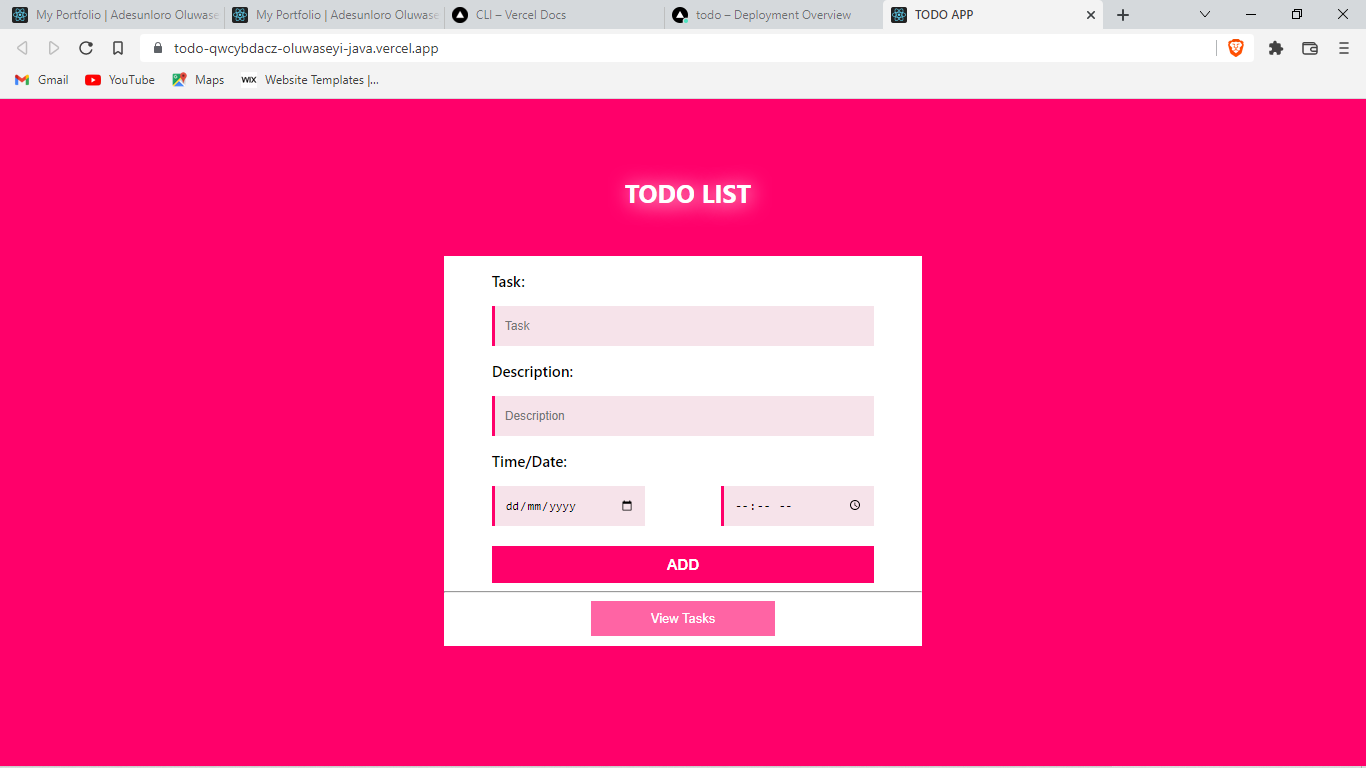 My Portfolio | Adesunloro Oluwase
My Portfolio | Adesunloro Oluwase
CLI – Vercel Docs
todo – Deployment Overview
TODO APP
todo-qwcybdacz-oluwaseyi-java.vercel.app
Gmail
YouTube
Maps
WIX
Website Templates |...
TODO LIST
Task:
Task
Description:
Description
Time/Date:
dd/mm/yyyy
--:-- --
ADD
View Tasks